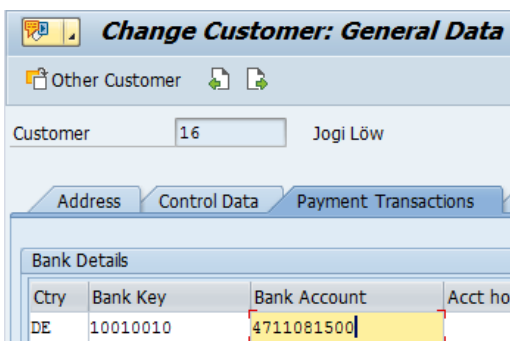 Change Customer: General Data
Other Customer
Customer 16 Jogi Löw
Address Control Data Payment Transactions
Bank Details
Ctry Bank Key Bank Account Acct ho
DE 10010010 4711081500